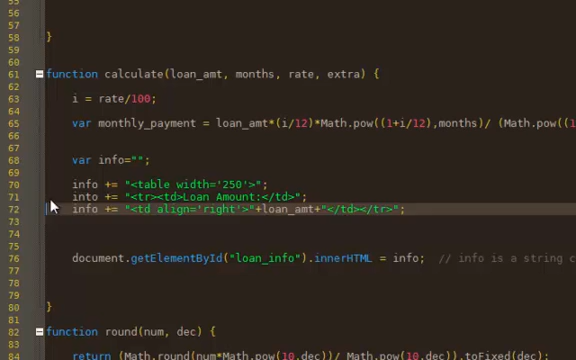 55
56
57
58 }
59
60
61 function calculate(loan_amt, months, rate, extra) {
62
63 i = rate/100;
64
65 var monthly_payment = loan_amt*(i/12)*Math.pow((1+i/12),months)/ (Math.pow((1
66
67
68 var info="";
69
70 info += "<table width='250'>";
71 info += "<tr><td>Loan Amount:</td>";
72 info += "<td align='right'>"+loan_amt+"</td></tr>";
73
74
75
76 document.getElementById("loan_info").innerHTML = info; // info is a string c
77
78
79
80 }
81
82 function round(num, dec) {
83
84 return (Math.round(num*Math.pow(10,dec))/ Math.pow(10,dec)).toFixed(dec);